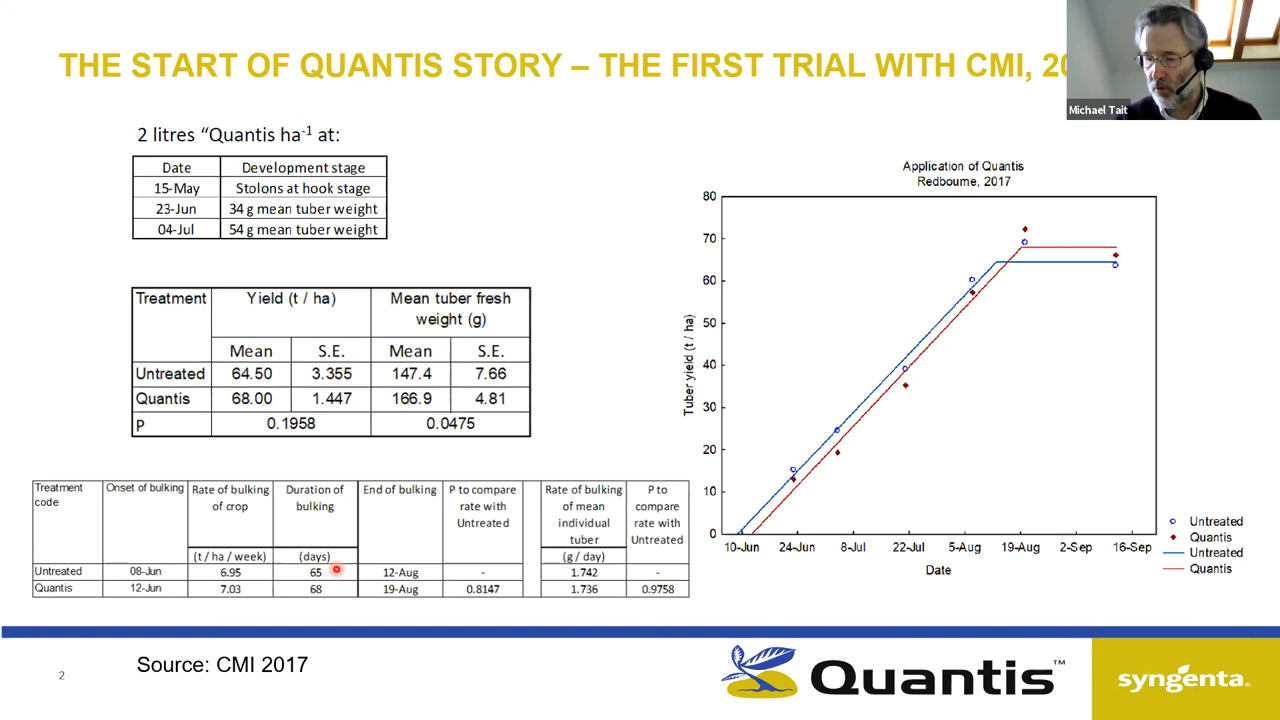 THE START OF QUANTIS STORY – THE FIRST TRIAL WITH CMI, 20
Michael Tait
2 litres “Quantis ha-1 at:
Date Development stage
15-May Stolons at hook stage
23-Jun 34 g mean tuber weight
04-Jul 54 g mean tuber weight
Treatment Yield (t / ha) Mean tuber fresh
weight (g)
Mean S.E. Mean S.E.
Untreated 64.50 3.355 147.4 7.66
Quantis 68.00 1.447 166.9 4.81
P 0.1958 0.0475
Application of Quantis
Redbourne, 2017
80
70
60
50
40
30
20
10
0
Tuber yield (t / ha)
10-Jun 24-Jun 8-Jul 22-Jul 5-Aug 19-Aug 2-Sep 16-Sep
Date
Untreated
Quantis
Untreated
Quantis
Treatment Onset of bulking Rate of bulking Duration of End of bulking P to compare Rate of bulking P to
code of crop bulking rate with of mean compare
Untreated individual rate with
tuber Untreated
(t / ha / week) (days) (g / day)
Untreated 08-Jun 6.95 65 12-Aug - 1.742 -
Quantis 12-Jun 7.03 68 19-Aug 0.8147 1.736 0.9758
2
Source: CMI 2017
Quantis™
syngenta®